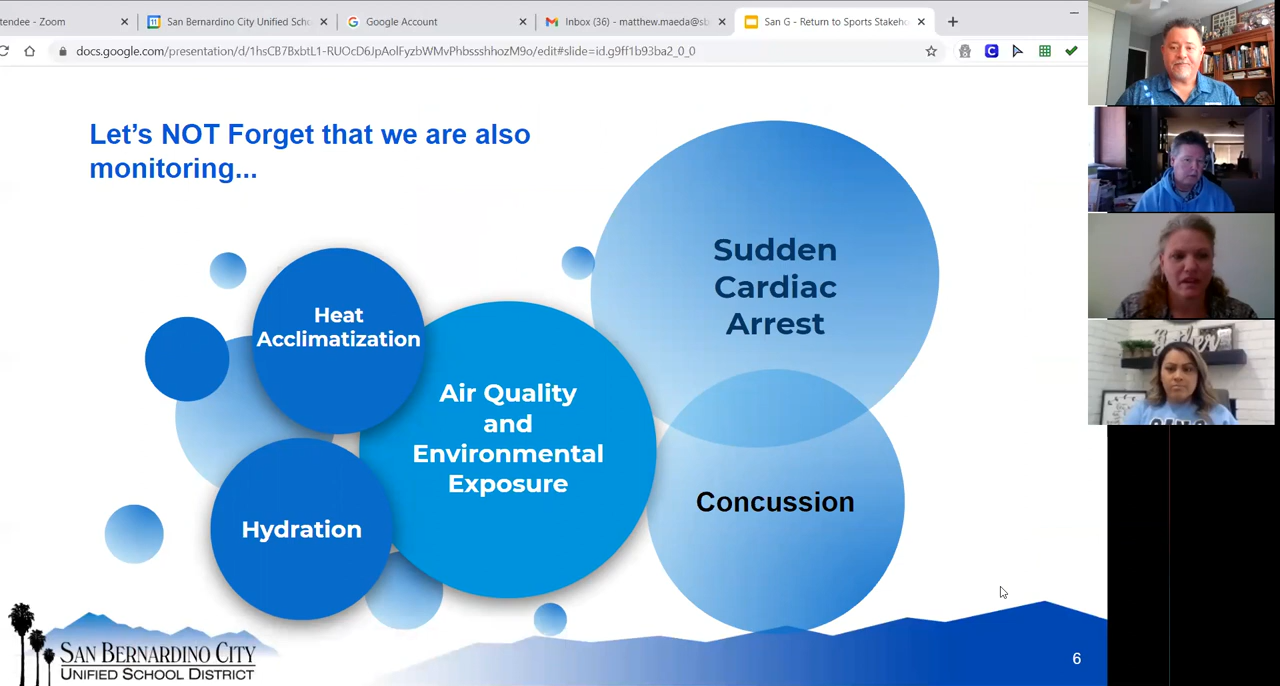 tendee - Zoom
San Bernardino City Unified Scho
Google Account
Inbox (36) - matthew.maeda@sb
San G - Return to Sports Stakeho
docs.google.com/presentation/d/1hsCB7BxbtL1-RUOcD6JpAolFyzbWMvPhbssshhozM9o/edit#slide=id.g9ff1b93ba2_0_0
Let's NOT Forget that we are also
monitoring...
Sudden
Cardiac
Arrest
Heat
Acclimatization
Air Quality
and
Environmental
Exposure
Concussion
Hydration
SAN BERNARDINO CITY
UNIFIED SCHOOL DISTRICT
6